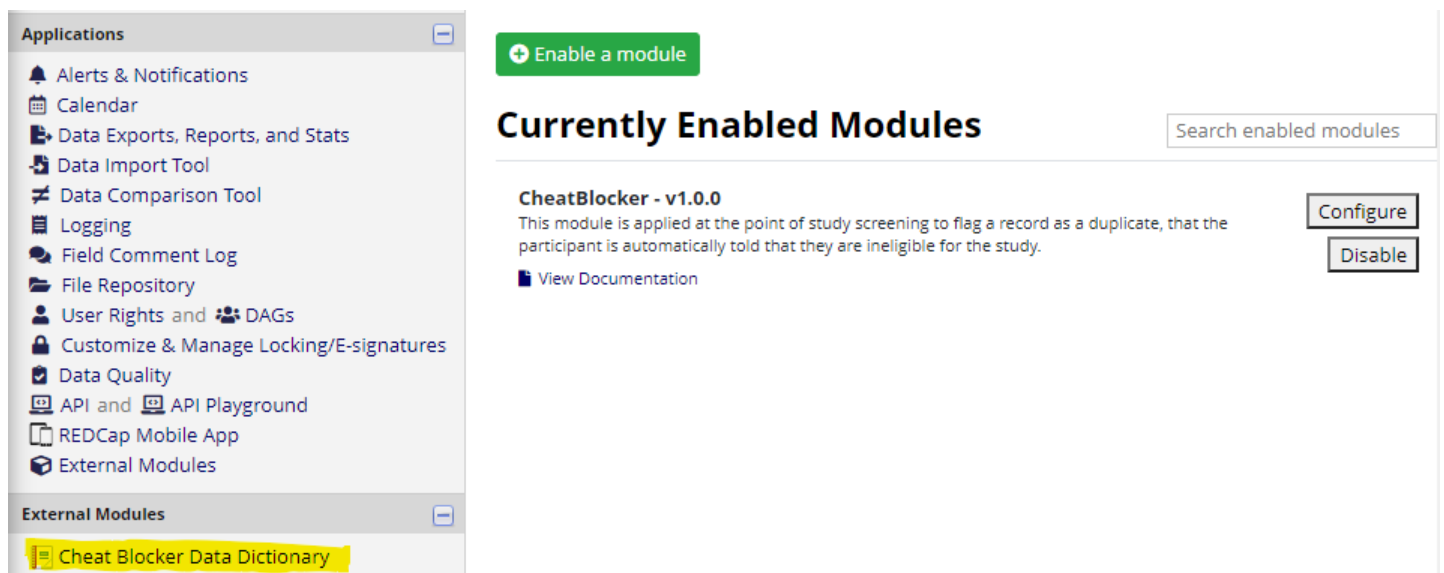 Applications
Alerts & Notifications
Calendar
Data Exports, Reports, and Stats
Data Import Tool
Data Comparison Tool
Logging
Field Comment Log
File Repository
User Rights and DAGs
Customize & Manage Locking/E-signatures
Data Quality
API and API Playground
REDCap Mobile App
External Modules
External Modules
Cheat Blocker Data Dictionary
Enable a module
Currently Enabled Modules
Search enabled modules
CheatBlocker - v1.0.0
This module is applied at the point of study screening to flag a record as a duplicate, that the
participant is automatically told that they are ineligible for the study.
View Documentation
Configure
Disable